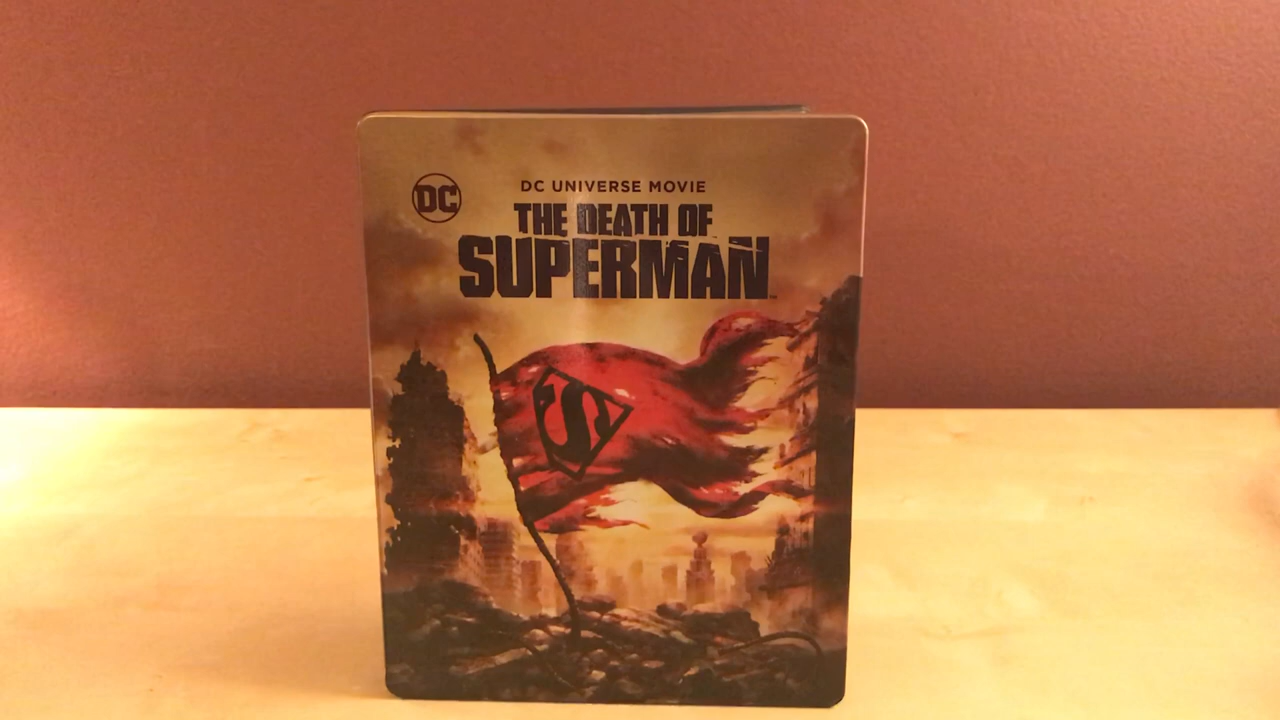 DC
DC UNIVERSE MOVIE
THE DEATH OF
SUPERMAN
S